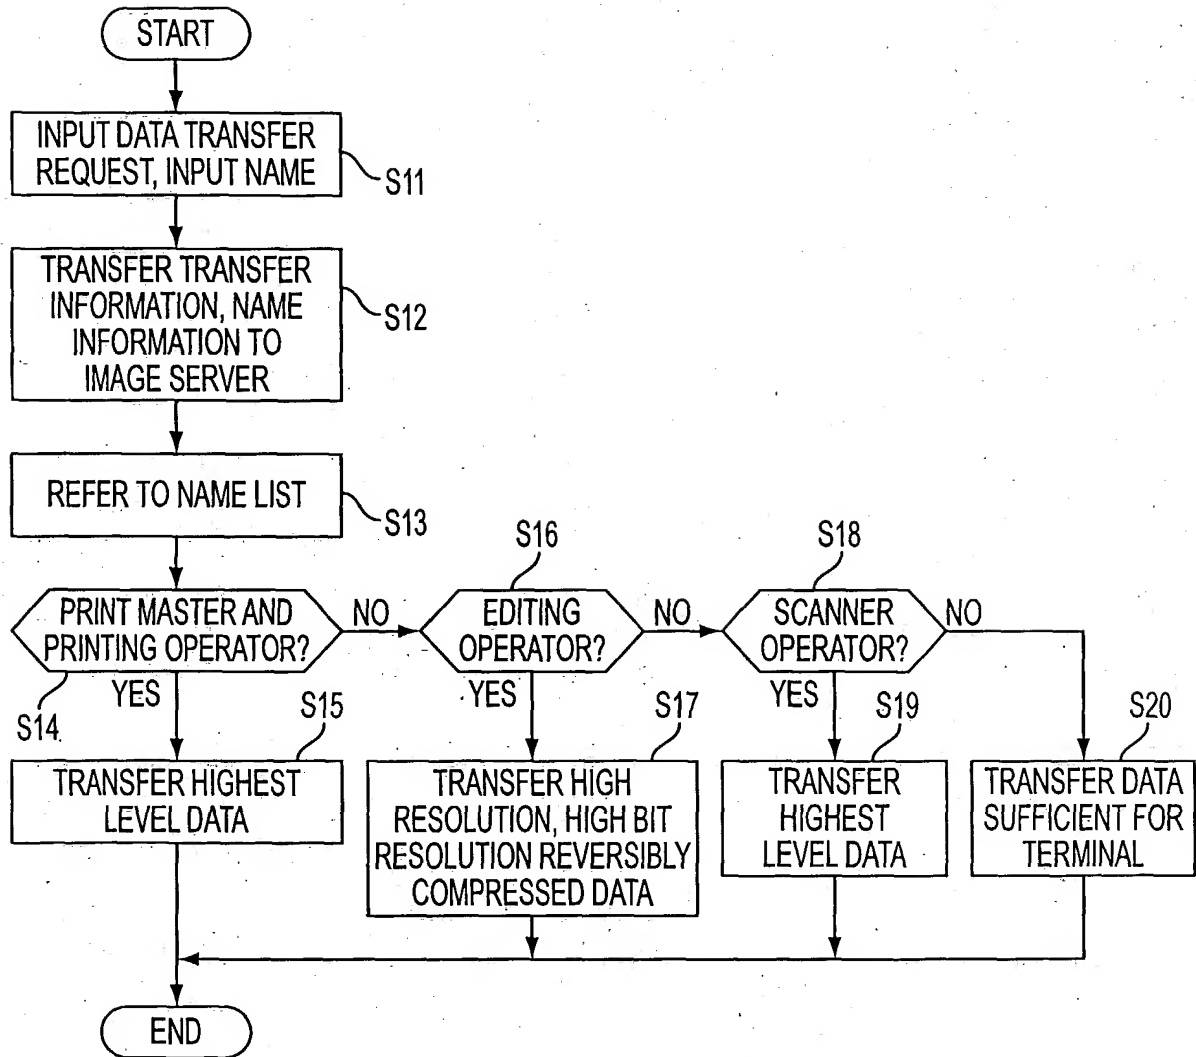 START
INPUT DATA TRANSFER
REQUEST, INPUT NAME
S11
TRANSFER TRANSFER
INFORMATION, NAME
INFORMATION TO
IMAGE SERVER
S12
REFER TO NAME LIST
S13
PRINT MASTER AND
PRINTING OPERATOR?
S14
NO
YES
S16
EDITING
OPERATOR?
NO
YES
S18
SCANNER
OPERATOR?
NO
YES
S15
TRANSFER HIGHEST
LEVEL DATA
S17
TRANSFER HIGH
RESOLUTION, HIGH BIT
RESOLUTION REVERSIBLY
COMPRESSED DATA
S19
TRANSFER
HIGHEST
LEVEL DATA
S20
TRANSFER DATA
SUFFICIENT FOR
TERMINAL
END